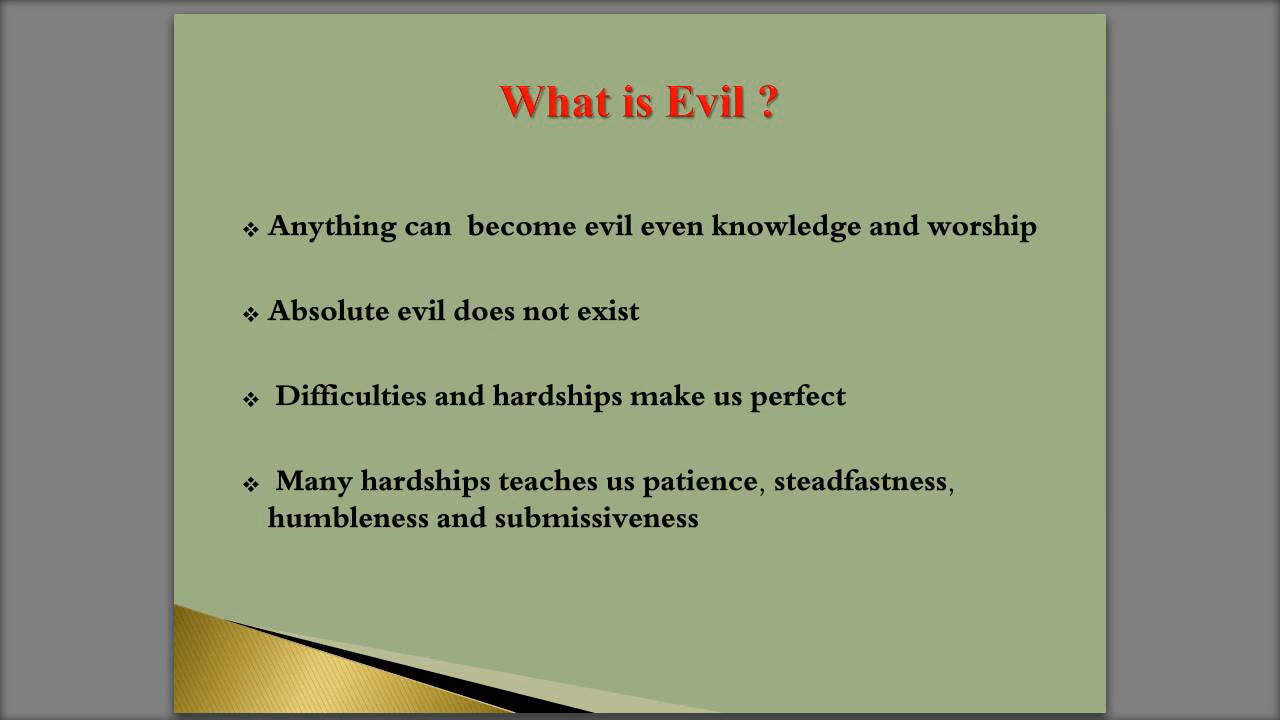 What is Evil ?
❖ Anything can  become evil even knowledge and worship
❖ Absolute evil does not exist
❖ Difficulties and hardships make us perfect
❖ Many hardships teaches us patience, steadfastness,
humbleness and submissiveness